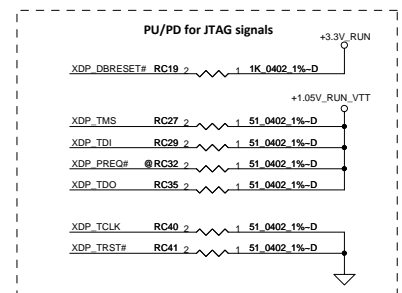 PU/PD for JTAG signals
+3.3V_RUN
XDP_DBRESET# RC19 2 1 1K_0402_1%~D
+1.05V_RUN_VTT
XDP_TMS RC27 2 1 51_0402_1%~D
XDP_TDI RC29 2 1 51_0402_1%~D
XDP_PREQ# @RC32 2 1 51_0402_1%~D
XDP_TDO RC35 2 1 51_0402_1%~D
XDP_TCLK RC40 2 1 51_0402_1%~D
XDP_TRST# RC41 2 1 51_0402_1%~D